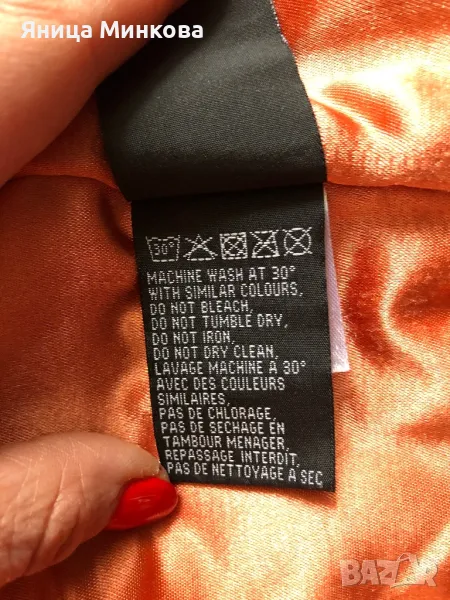 Яница Минкова
30°
MACHINE WASH AT 30°
WITH SIMILAR COLOURS,
DO NOT BLEACH,
DO NOT TUMBLE DRY,
DO NOT IRON,
DO NOT DRY CLEAN,
LAVAGE MACHINE A 30°
AVEC DES COULEURS
SIMILAIRES,
PAS DE CHLORAGE,
PAS DE SECHAGE EN
TAMBOUR MENAGER,
REPASSAGE INTERDIT,
PAS DE NETTOYAGE A SEC
BAZAR